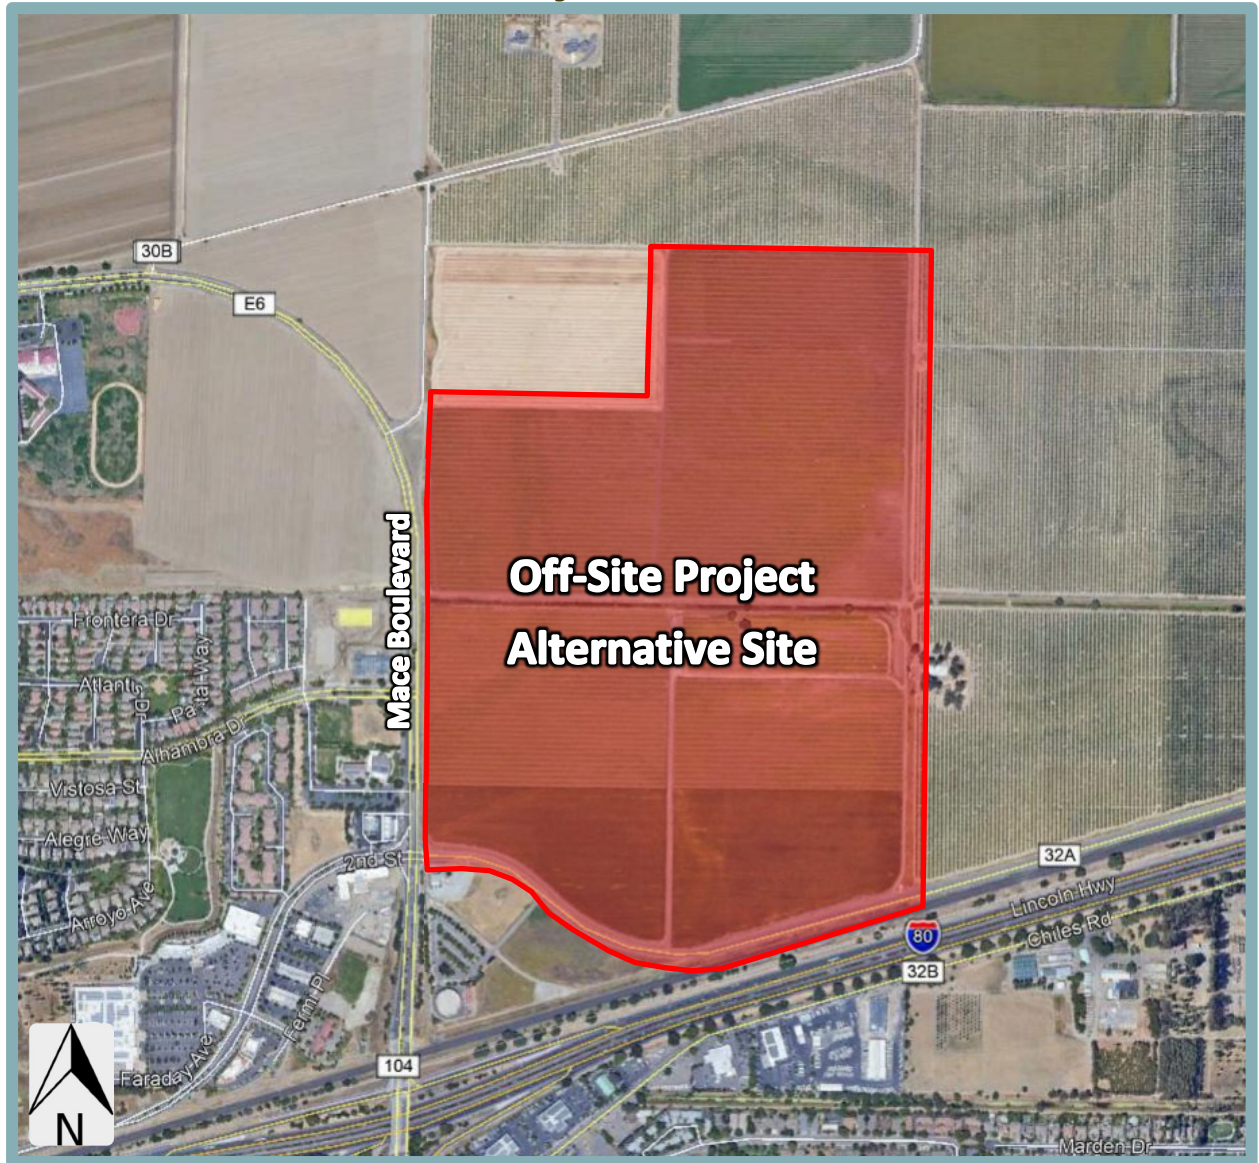 30B
E6
Mace Boulevard
Off-Site Project
Alternative Site
Frontera Dr
Alhambra Dr
Vistosa St
Alegre Way
2nd St
Arroyo Ave
32A
Lincoln Hwy
80
Chiles Rd
32B
Fermi Pl
104
Faraday Ave
N
Marden Dr